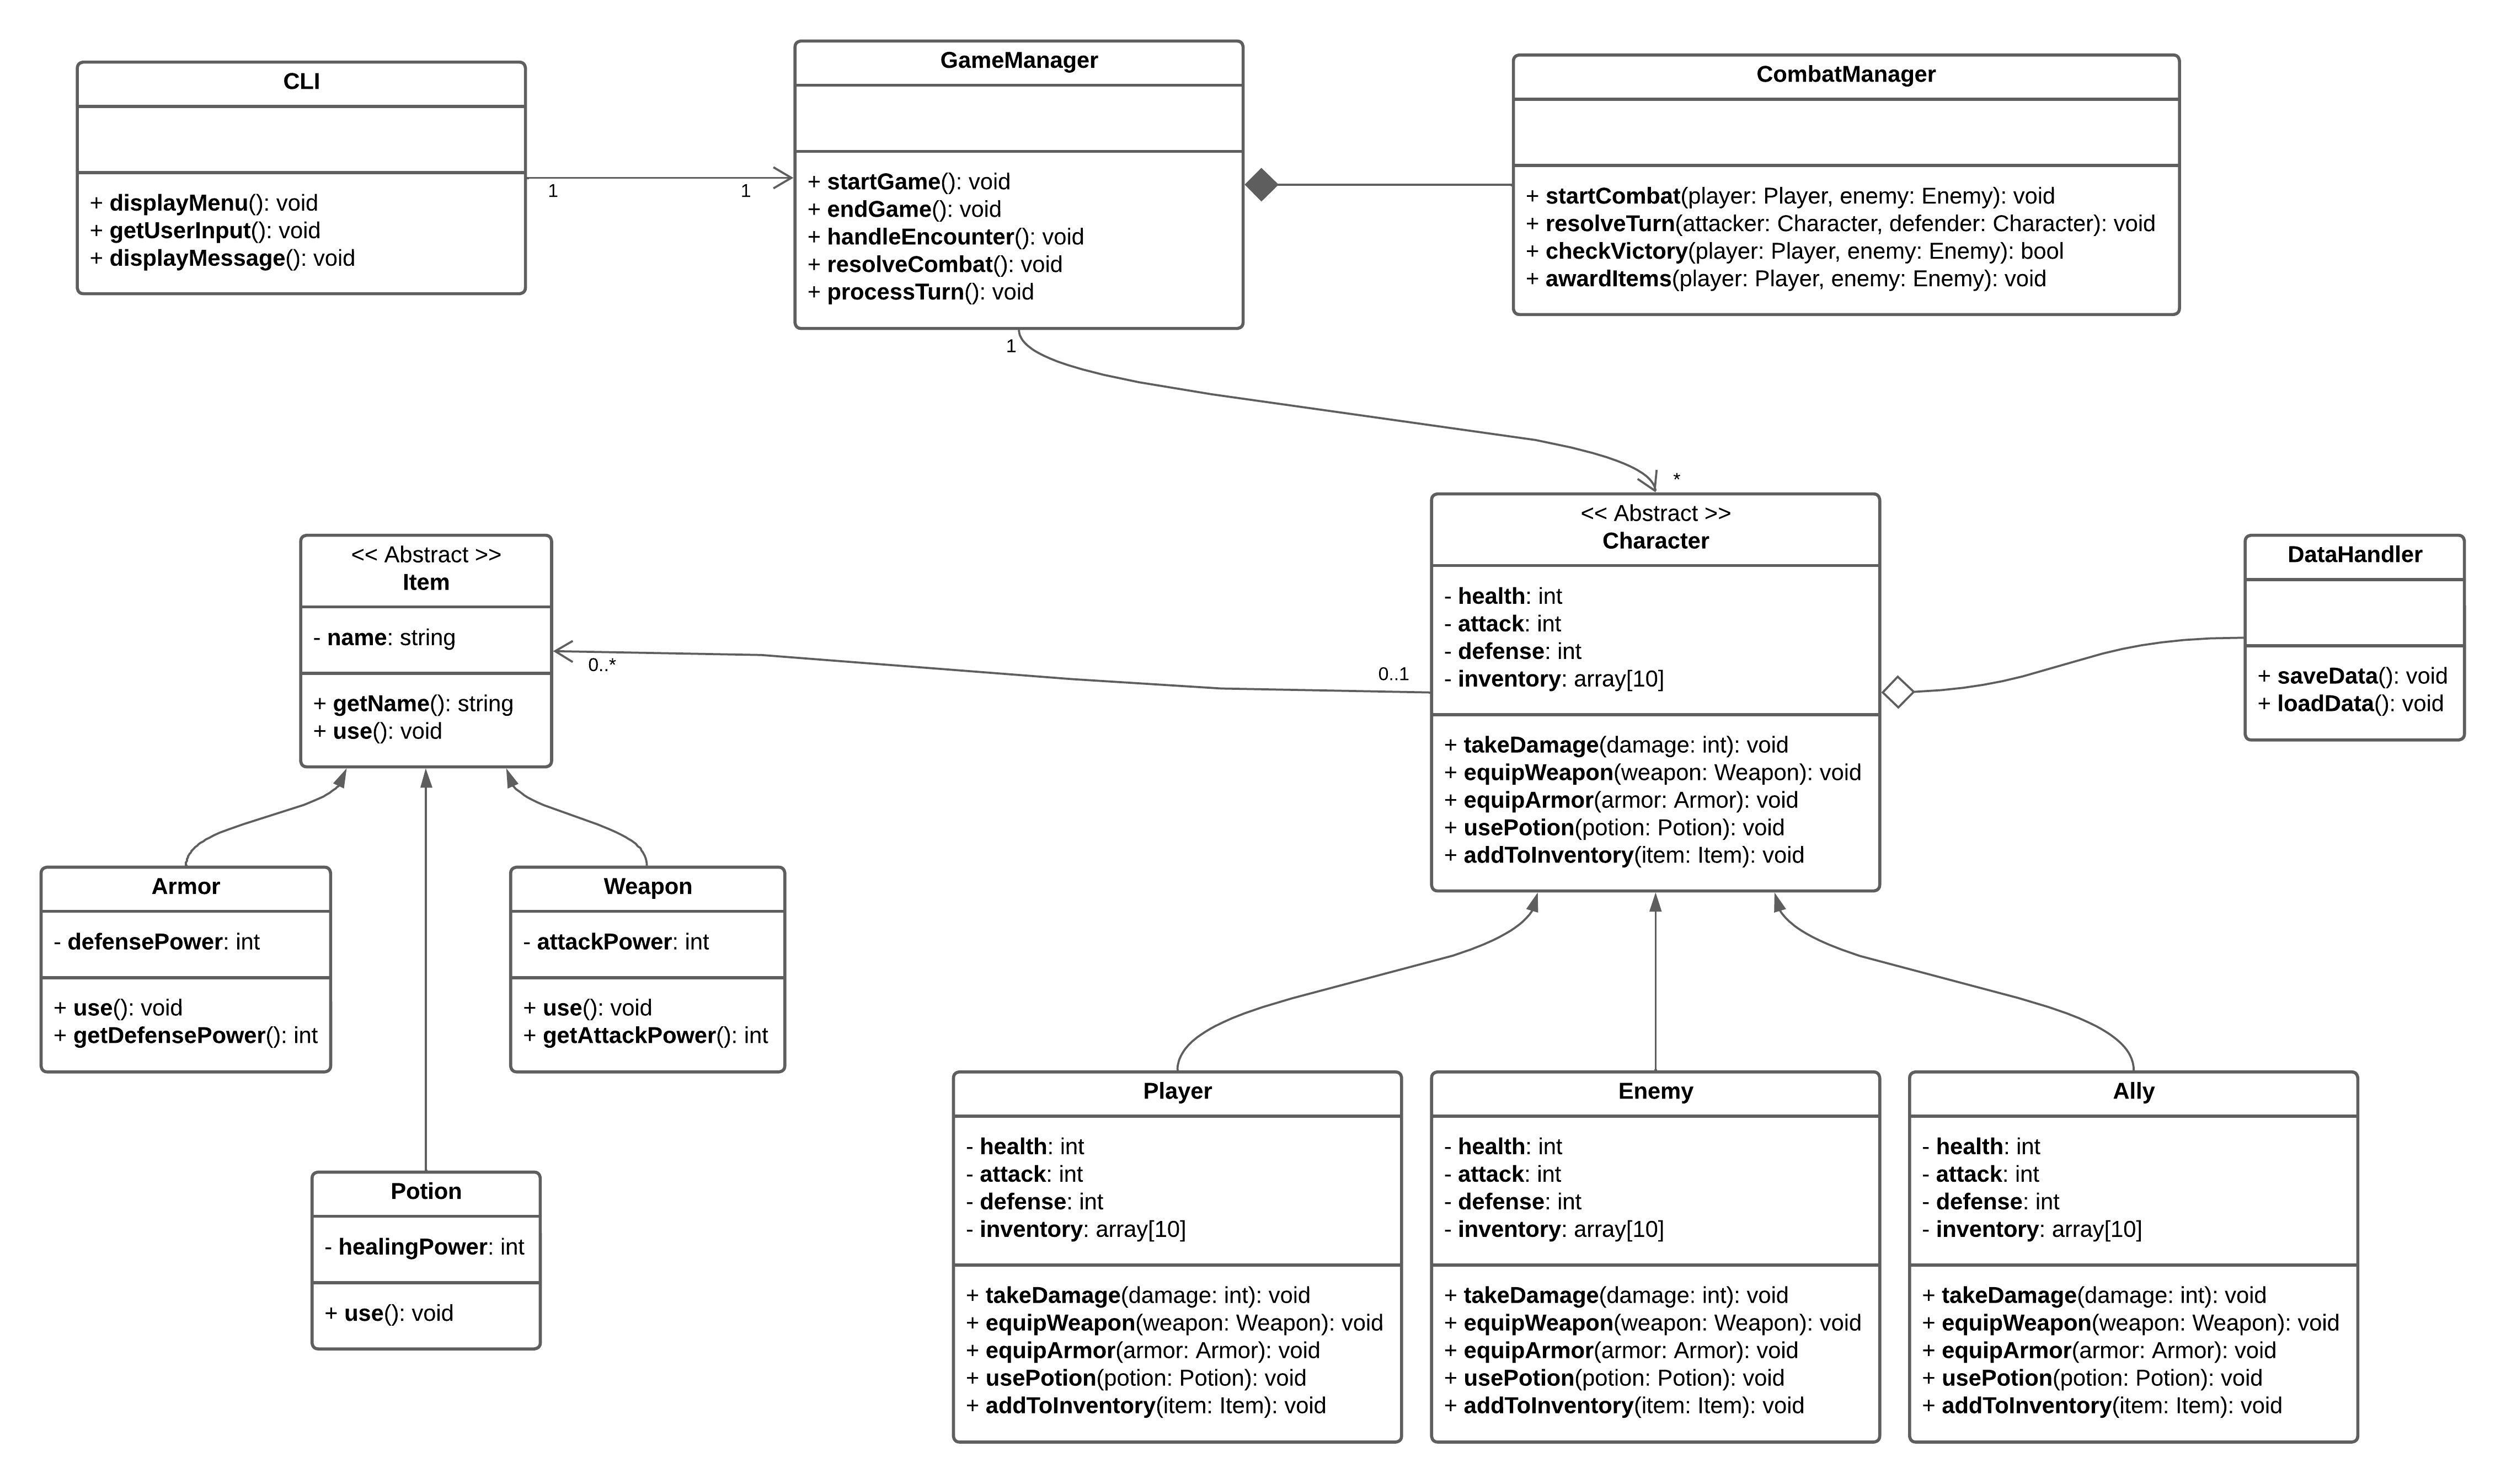 CLI
+ displayMenu(): void
+ getUserInput(): void
+ displayMessage(): void
1
1
GameManager
+ startGame(): void
+ endGame(): void
+ handleEncounter(): void
+ resolveCombat(): void
+ processTurn(): void
1
CombatManager
+ startCombat(player: Player, enemy: Enemy): void
+ resolveTurn(attacker: Character, defender: Character): void
+ checkVictory(player: Player, enemy: Enemy): bool
+ awardItems(player: Player, enemy: Enemy): void
*
<< Abstract >>
Item
- name: string
+ getName(): string
+ use(): void
0..*
0..1
<< Abstract >>
Character
- health: int
- attack: int
- defense: int
- inventory: array[10]
+ takeDamage(damage: int): void
+ equipWeapon(weapon: Weapon): void
+ equipArmor(armor: Armor): void
+ usePotion(potion: Potion): void
+ addToInventory(item: Item): void
DataHandler
+ saveData(): void
+ loadData(): void
Armor
- defensePower: int
+ use(): void
+ getDefensePower(): int
Weapon
- attackPower: int
+ use(): void
+ getAttackPower(): int
Potion
- healingPower: int
+ use(): void
Player
- health: int
- attack: int
- defense: int
- inventory: array[10]
+ takeDamage(damage: int): void
+ equipWeapon(weapon: Weapon): void
+ equipArmor(armor: Armor): void
+ usePotion(potion: Potion): void
+ addToInventory(item: Item): void
Enemy
- health: int
- attack: int
- defense: int
- inventory: array[10]
+ takeDamage(damage: int): void
+ equipWeapon(weapon: Weapon): void
+ equipArmor(armor: Armor): void
+ usePotion(potion: Potion): void
+ addToInventory(item: Item): void
Ally
- health: int
- attack: int
- defense: int
- inventory: array[10]
+ takeDamage(damage: int): void
+ equipWeapon(weapon: Weapon): void
+ equipArmor(armor: Armor): void
+ usePotion(potion: Potion): void
+ addToInventory(item: Item): void